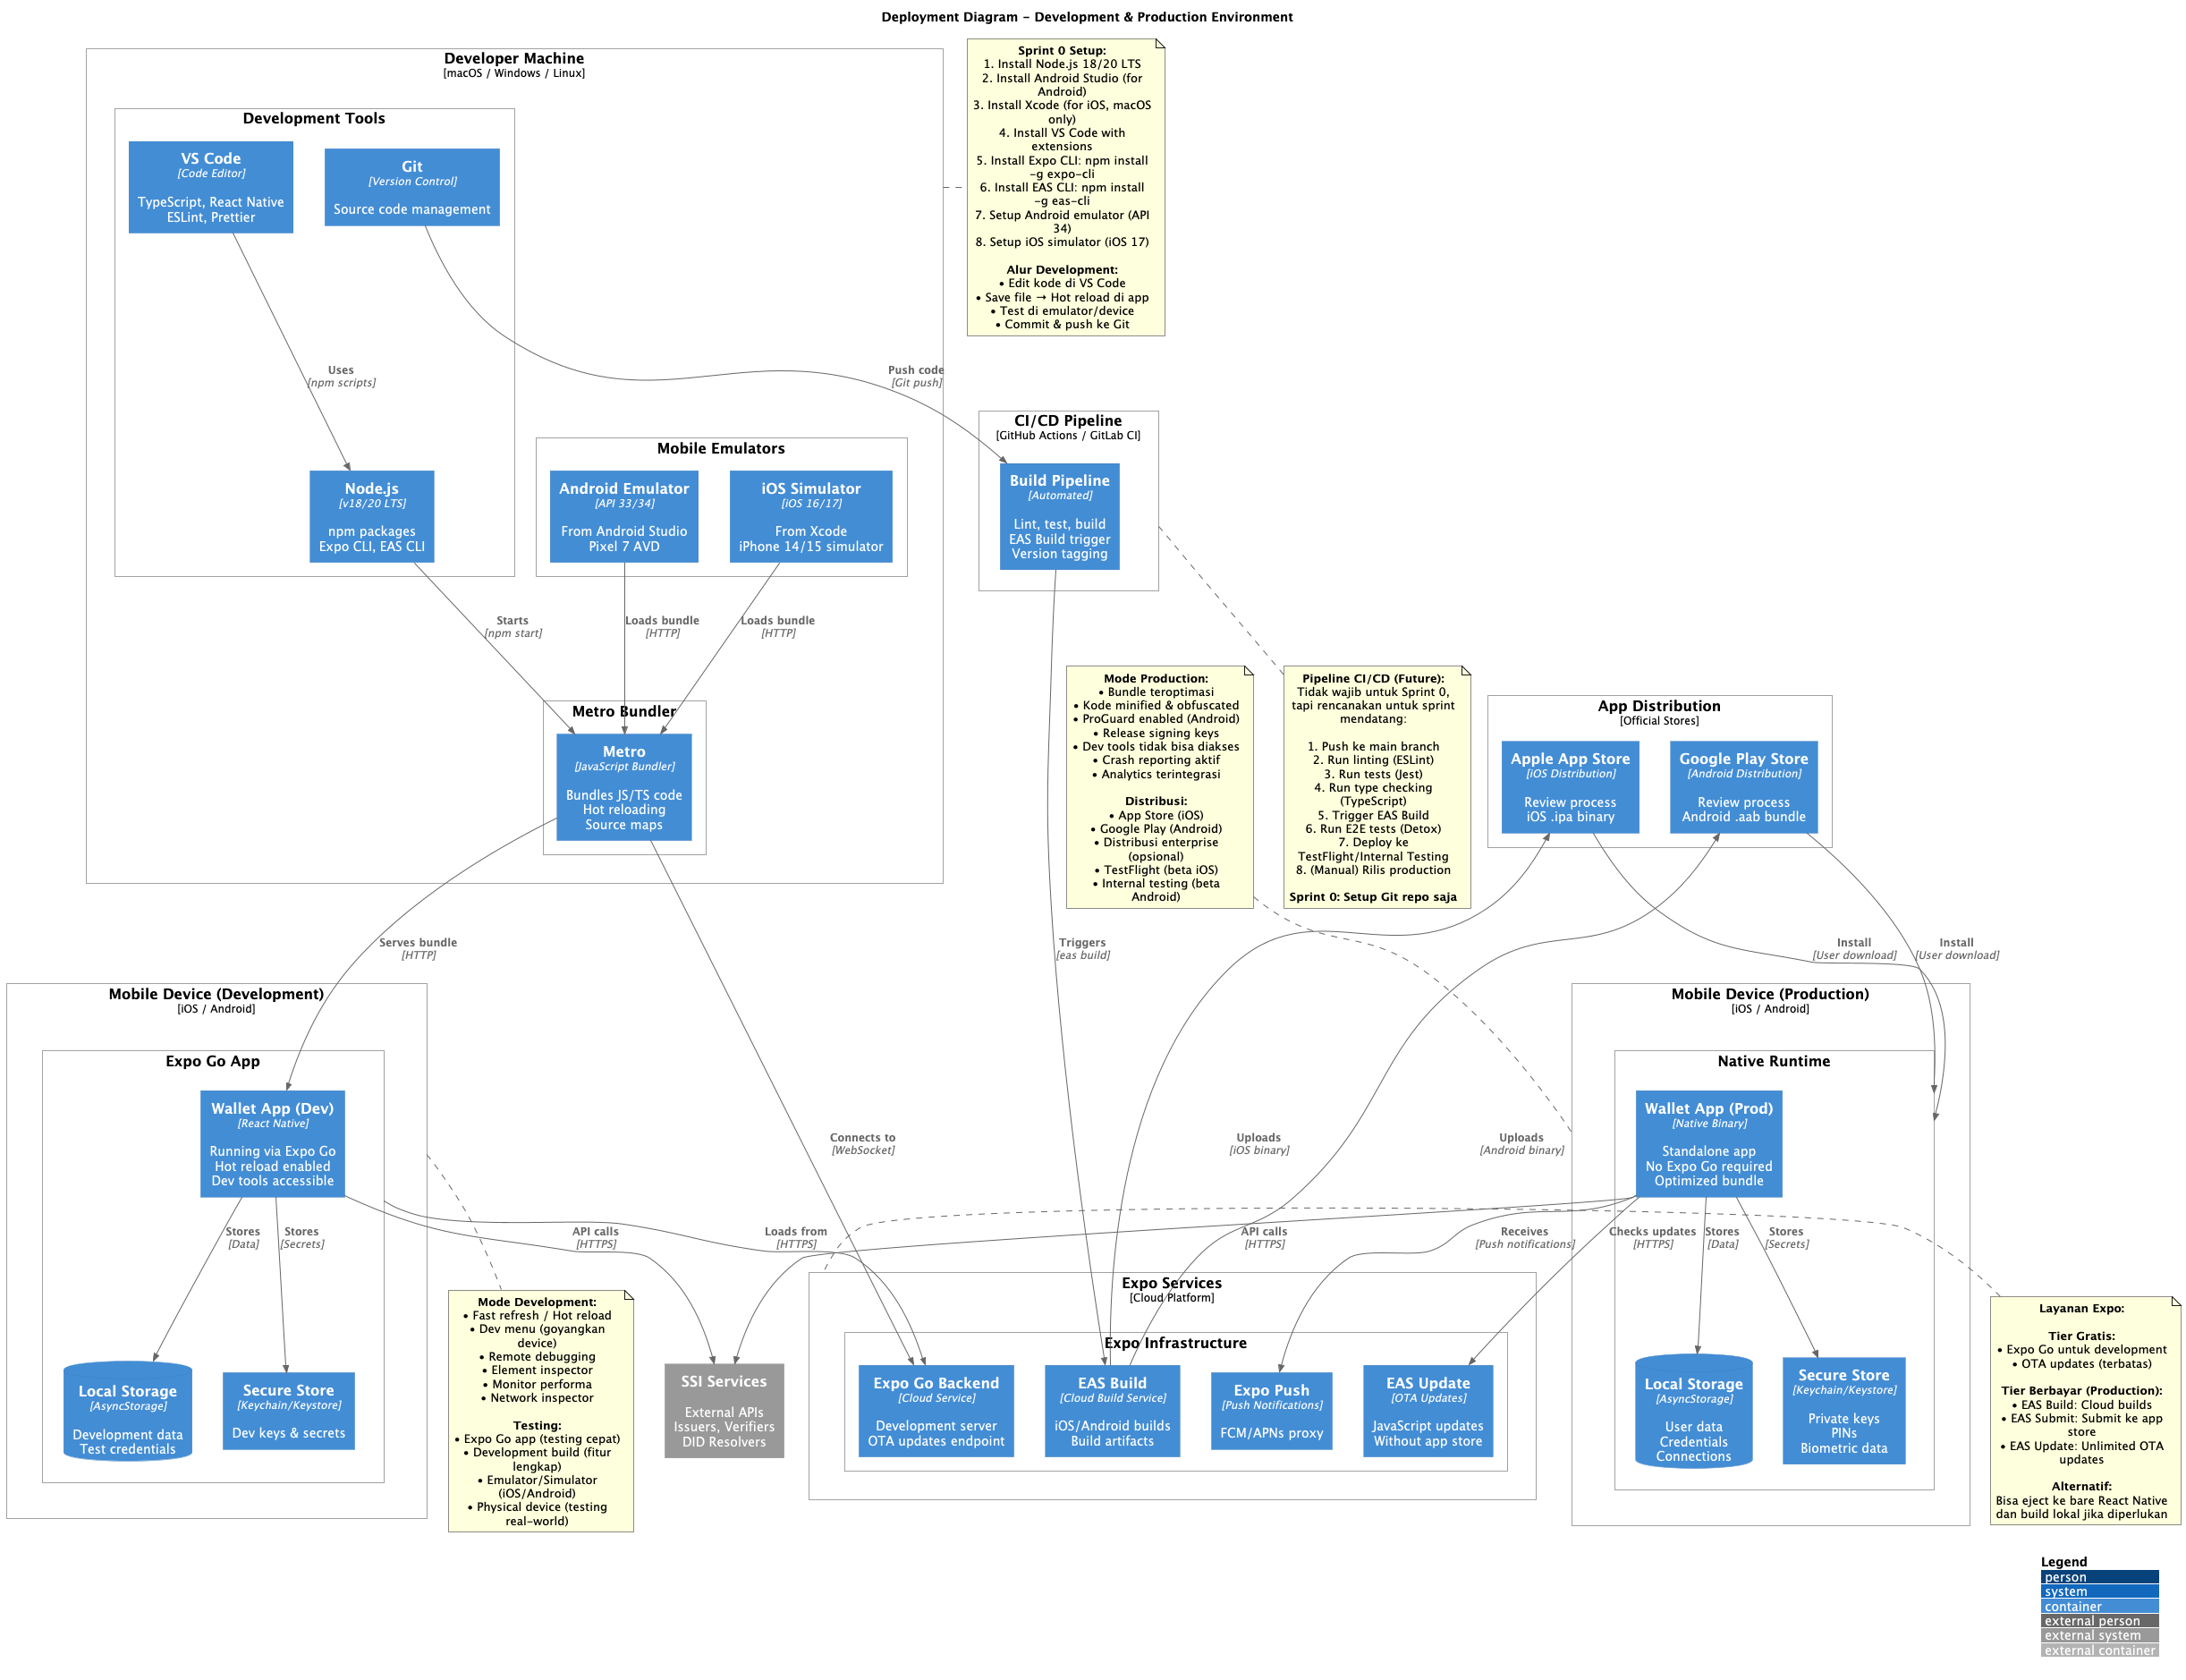 Deployment Diagram - Development & Production Environment
Developer Machine
[macOS / Windows / Linux]
Development Tools
VS Code
[Code Editor]
TypeScript, React Native
ESLint, Prettier
Git
[Version Control]
Source code management
Sprint 0 Setup:
1. Install Node.js 18/20 LTS
2. Install Android Studio (for
Android)
3. Install Xcode (for iOS, macOS
only)
4. Install VS Code with
extensions
5. Install Expo CLI: npm install
-g expo-cli
6. Install EAS CLI: npm install
-g eas-cli
7. Setup Android emulator (API
34)
8. Setup iOS simulator (iOS 17)
Alur Development:
• Edit kode di VS Code
• Save file → Hot reload di app
• Test di emulator/device
• Commit & push ke Git
Uses
[npm scripts]
Push code
[Git push]
Node.js
[v18/20 LTS]
npm packages
Expo CLI, EAS CLI
Mobile Emulators
Android Emulator
[API 33/34]
From Android Studio
Pixel 7 AVD
iOS Simulator
[iOS 16/17]
From Xcode
iPhone 14/15 simulator
CI/CD Pipeline
[GitHub Actions / GitLab CI]
Build Pipeline
[Automated]
Lint, test, build
EAS Build trigger
Version tagging
Starts
[npm start]
Loads bundle
[HTTP]
Loads bundle
[HTTP]
Metro Bundler
Metro
[JavaScript Bundler]
Bundles JS/TS code
Hot reloading
Source maps
Mode Production:
• Bundle teroptimasi
• Kode minified & obfuscated
• ProGuard enabled (Android)
• Release signing keys
• Dev tools tidak bisa diakses
• Crash reporting aktif
• Analytics terintegrasi
Distribusi:
• App Store (iOS)
• Google Play (Android)
• Distribusi enterprise
(opsional)
• TestFlight (beta iOS)
• Internal testing (beta
Android)
Pipeline CI/CD (Future):
Tidak wajib untuk Sprint 0,
tapi rencanakan untuk sprint
mendatang:
1. Push ke main branch
2. Run linting (ESLint)
3. Run tests (Jest)
4. Run type checking
(TypeScript)
5. Trigger EAS Build
6. Run E2E tests (Detox)
7. Deploy ke
TestFlight/Internal Testing
8. (Manual) Rilis production
Sprint 0: Setup Git repo saja
App Distribution
[Official Stores]
Apple App Store
[iOS Distribution]
Review process
iOS .ipa binary
Google Play Store
[Android Distribution]
Review process
Android .aab bundle
Serves bundle
[HTTP]
Triggers
[eas build]
Install
[User download]
Install
[User download]
Mobile Device (Development)
[iOS / Android]
Expo Go App
Wallet App (Dev)
[React Native]
Running via Expo Go
Hot reload enabled
Dev tools accessible
Connects to
[WebSocket]
Uploads
[iOS binary]
Uploads
[Android binary]
Mobile Device (Production)
[iOS / Android]
Native Runtime
Wallet App (Prod)
[Native Binary]
Standalone app
No Expo Go required
Optimized bundle
Stores
[Data]
Stores
[Secrets]
API calls
[HTTPS]
Loads from
[HTTPS]
API calls
[HTTPS]
Receives
[Push notifications]
Checks updates
[HTTPS]
Stores
[Data]
Stores
[Secrets]
Local Storage
[AsyncStorage]
Development data
Test credentials
Secure Store
[Keychain/Keystore]
Dev keys & secrets
Mode Development:
• Fast refresh / Hot reload
• Dev menu (goyangkan
device)
• Remote debugging
• Element inspector
• Monitor performa
• Network inspector
Testing:
• Expo Go app (testing cepat)
• Development build (fitur
lengkap)
• Emulator/Simulator
(iOS/Android)
• Physical device (testing
real-world)
SSI Services
External APIs
Issuers, Verifiers
DID Resolvers
Expo Services
[Cloud Platform]
Expo Infrastructure
Expo Go Backend
[Cloud Service]
Development server
OTA updates endpoint
EAS Build
[Cloud Build Service]
iOS/Android builds
Build artifacts
Expo Push
[Push Notifications]
FCM/APNs proxy
EAS Update
[OTA Updates]
JavaScript updates
Without app store
Local Storage
[AsyncStorage]
User data
Credentials
Connections
Secure Store
[Keychain/Keystore]
Private keys
PINs
Biometric data
Layanan Expo:
Tier Gratis:
• Expo Go untuk development
• OTA updates (terbatas)
Tier Berbayar (Production):
• EAS Build: Cloud builds
• EAS Submit: Submit ke app
store
• EAS Update: Unlimited OTA
updates
Alternatif:
Bisa eject ke bare React Native
dan build lokal jika diperlukan
Legend
person
system
container
external person
external system
external container